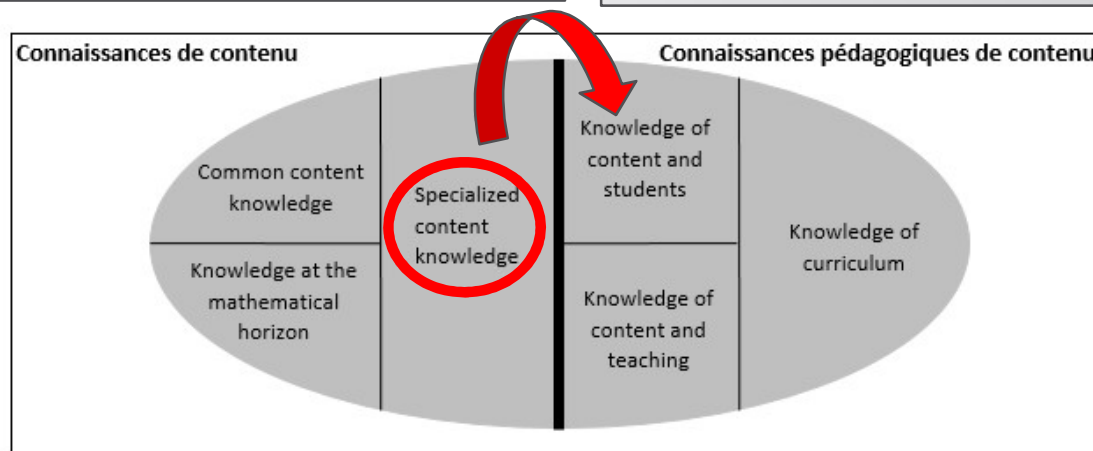 Connaissances de contenu
Connaissances pédagogiques de contenu
Common content
knowledge
Knowledge at the
mathematical
horizon
Specialized
content
knowledge
Knowledge of
content and
students
Knowledge of
content and
teaching
Knowledge of
curriculum